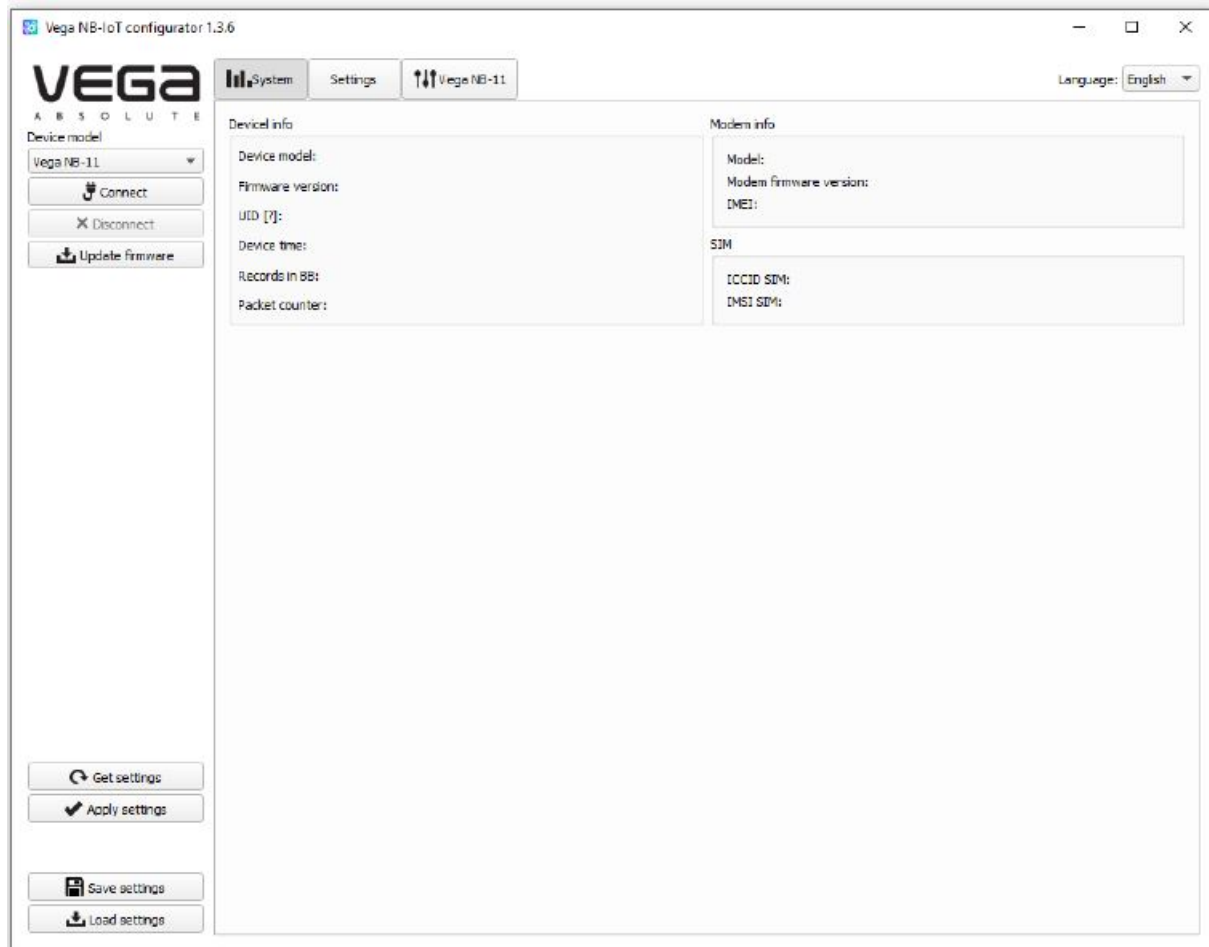 Vega NB-IoT configurator 1.3.6
VEGA
ABSOLUTE
Device model
Vega NB-11
Connect
Disconnect
Update firmware
Get settings
Apply settings
Save settings
Load settings
System Settings Vega NB-11
Language: English
Devicel info
Device model:
Firmware version:
UID [?]:
Device time:
Records in BB:
Packet counter:
Modem info
Model:
Modem firmware version:
IMEI:
SIM
ICCID SIM:
IMSI SIM: